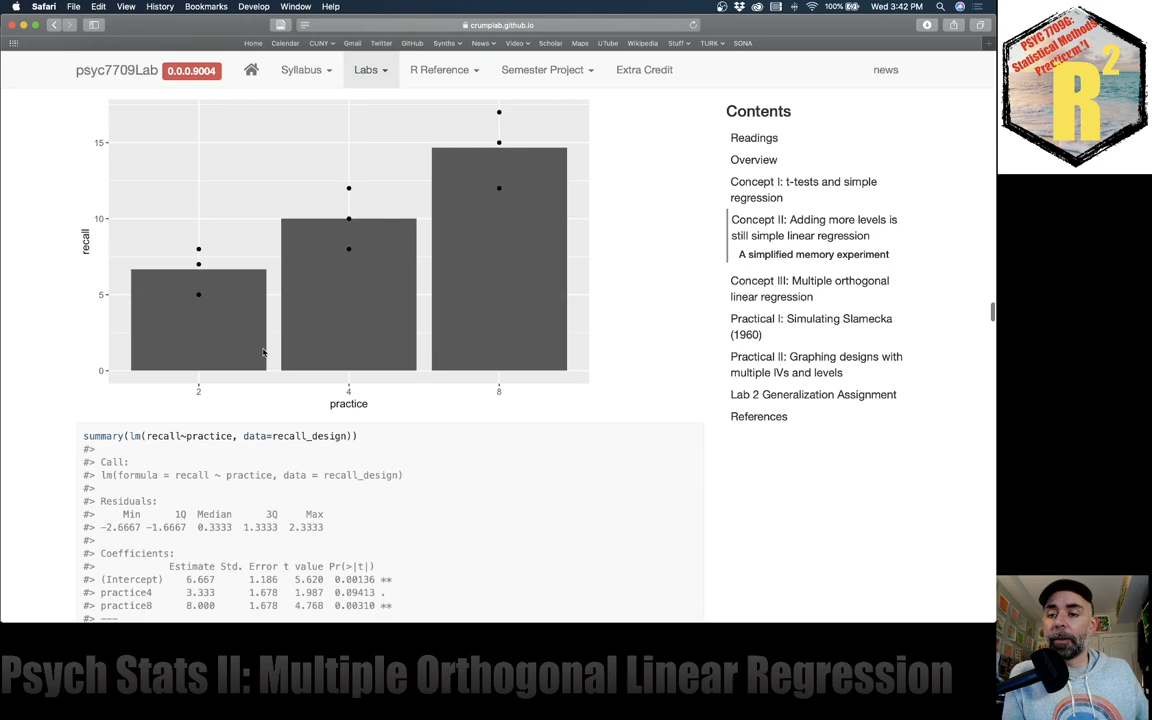 Safari File Edit View History Bookmarks Develop Window Help 100% Wed 3:42 PM
crumplab.github.io
Home Calendar CUNY Gmail Twitter GitHub Synths News Video Scholar Maps UTube Wikipedia Stuff TURK SONA
psyc7709Lab 0.0.0.9004 Syllabus Labs R Reference Semester Project Extra Credit news
PSYC 7709G:
Statistical Methods
Practicum I
R2
15
10
5
0
recall
2 4 8
practice
summary(lm(recall~practice, data=recall_design))
#>
#> Call:
#> lm(formula = recall ~ practice, data = recall_design)
#>
#> Residuals:
#> Min 1Q Median 3Q Max
#> -2.6667 -1.6667 0.3333 1.3333 2.3333
#>
#> Coefficients:
#> Estimate Std. Error t value Pr(>|t|)
#> (Intercept) 6.667 1.186 5.620 0.00136 **
#> practice4 3.333 1.678 1.987 0.09413 .
#> practice8 8.000 1.678 4.768 0.00310 **
#> ---
Contents
Readings
Overview
Concept I: t-tests and simple
regression
Concept II: Adding more levels is
still simple linear regression
A simplified memory experiment
Concept III: Multiple orthogonal
linear regression
Practical I: Simulating Slamecka
(1960)
Practical II: Graphing designs with
multiple IVs and levels
Lab 2 Generalization Assignment
References
Psych Stats II: Multiple Orthogonal Linear Regression